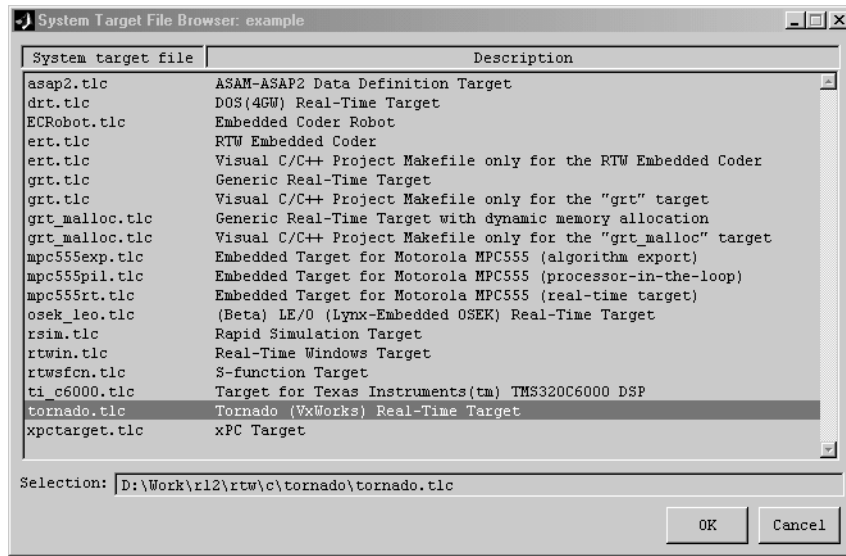 System Target File Browser: example
System target file Description
asap2.tlc ASAM-ASAP2 Data Definition Target
drt.tlc DOS(4GW) Real-Time Target
ECRobot.tlc Embedded Coder Robot
ert.tlc RTW Embedded Coder
ert.tlc Visual C/C++ Project Makefile only for the RTW Embedded Coder
grt.tlc Generic Real-Time Target
grt.tlc Visual C/C++ Project Makefile only for the "grt" target
grt_malloc.tlc Generic Real-Time Target with dynamic memory allocation
grt_malloc.tlc Visual C/C++ Project Makefile only for the "grt_malloc" target
mpc555exp.tlc Embedded Target for Motorola MPC555 (algorithm export)
mpc555pil.tlc Embedded Target for Motorola MPC555 (processor-in-the-loop)
mpc555rt.tlc Embedded Target for Motorola MPC555 (real-time target)
osek_leo.tlc (Beta) LE/O (Lynx-Embedded OSEK) Real-Time Target
rsim.tlc Rapid Simulation Target
rtwin.tlc Real-Time Windows Target
rtwsfcn.tlc S-function Target
ti_c6000.tlc Target for Texas Instruments(tm) TMS320C6000 DSP
tornado.tlc Tornado (VxWorks) Real-Time Target
xpctarget.tlc xPC Target
Selection: D:\Work\r12\rtw\c\tornado\tornado.tlc
OK Cancel